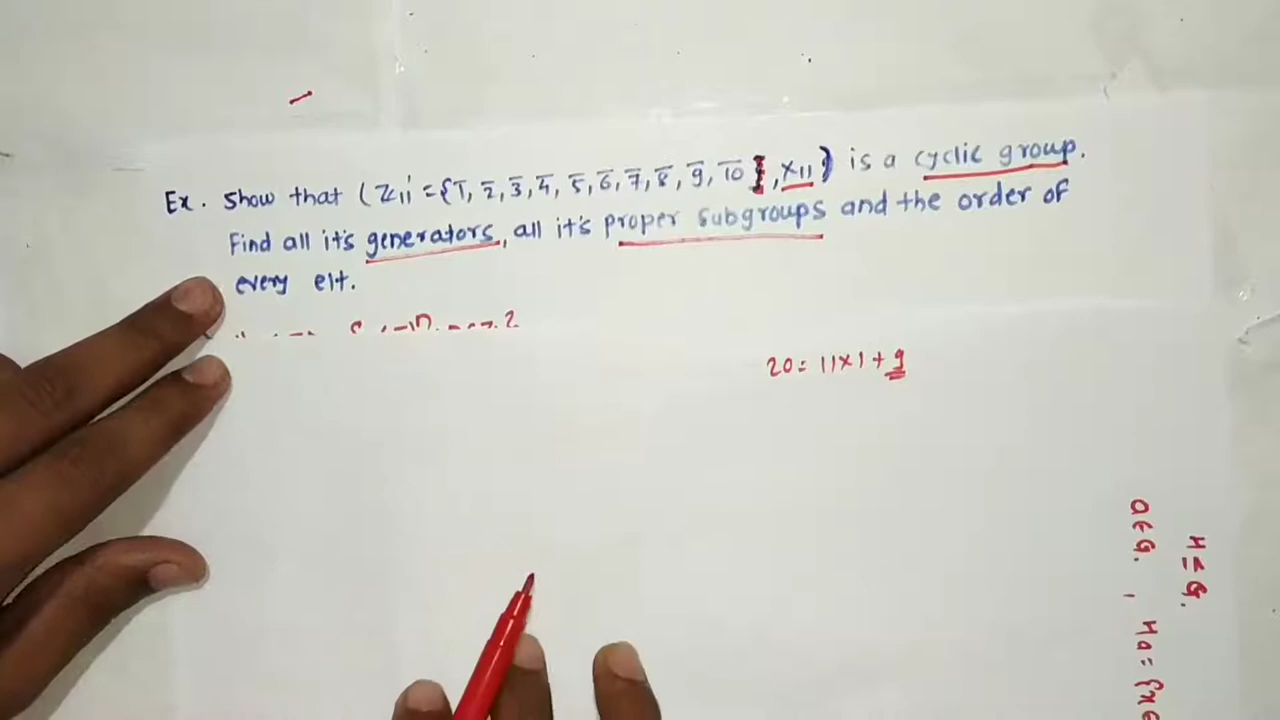 Ex. Show that (Z11' = {1̅, 2̅, 3̅, 4̅, 5̅, 6̅, 7̅, 8̅, 9̅, 1̅0̅}, ×11) is a cyclic group.
Find all it's generators, all it's proper subgroups and the order of
every elt.
20 = 11×1 + 9
H ≤ G.
a ∈ G, Ha = {x ∈